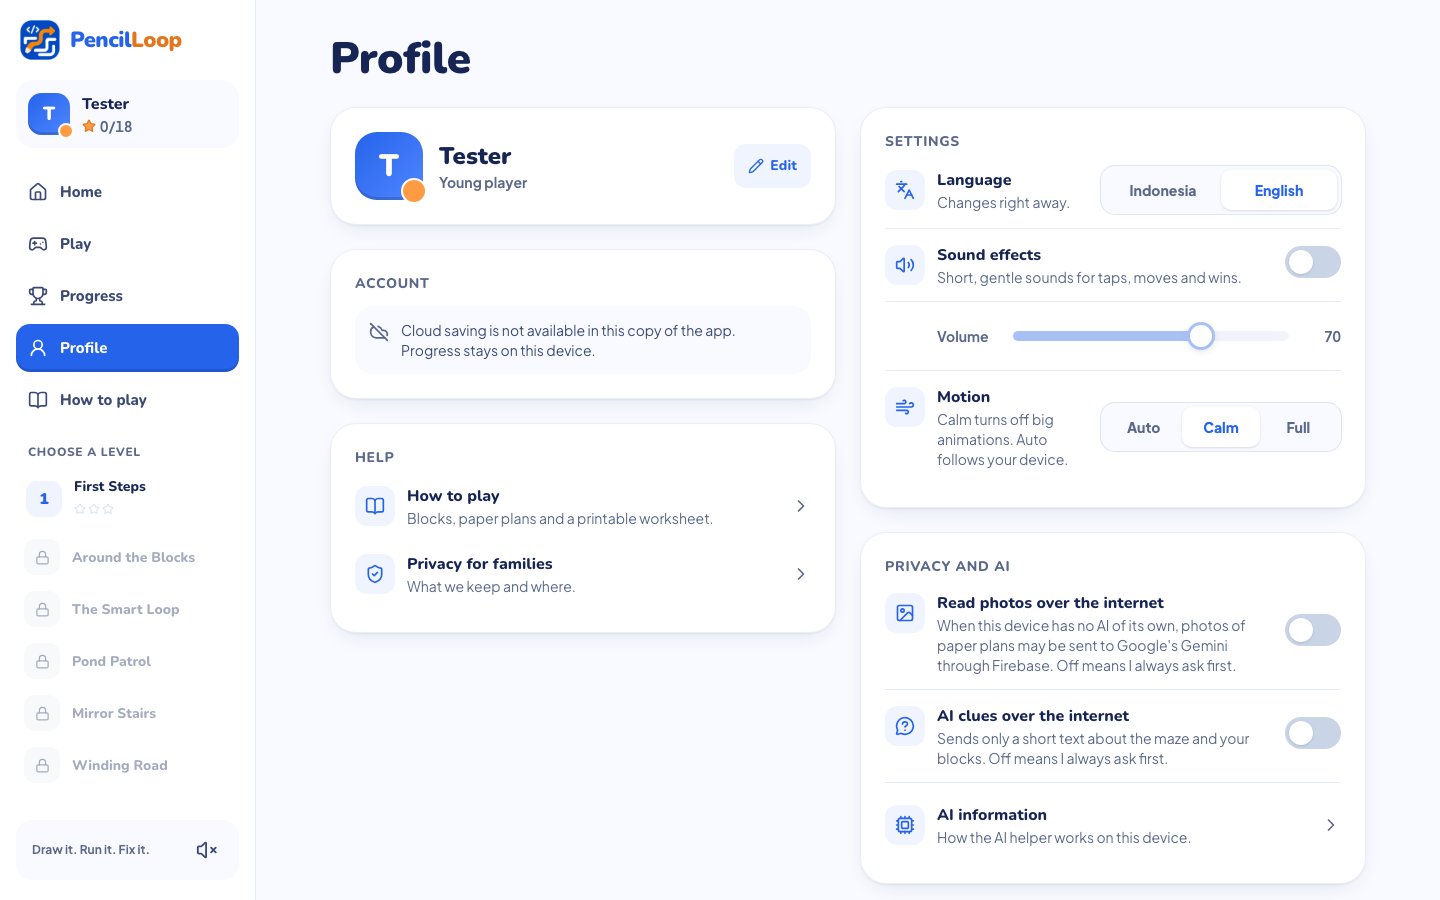 PencilLoop
T
Tester
0/18
Home
Play
Progress
Profile
How to play
CHOOSE A LEVEL
1
First Steps
Around the Blocks
The Smart Loop
Pond Patrol
Mirror Stairs
Winding Road
Draw it. Run it. Fix it.
Profile
T
Tester
Young player
Edit
ACCOUNT
Cloud saving is not available in this copy of the app.
Progress stays on this device.
HELP
How to play
Blocks, paper plans and a printable worksheet.
Privacy for families
What we keep and where.
SETTINGS
Language
Changes right away.
Indonesia
English
Sound effects
Short, gentle sounds for taps, moves and wins.
Volume
70
Motion
Calm turns off big
animations. Auto
follows your device.
Auto
Calm
Full
PRIVACY AND AI
Read photos over the internet
When this device has no AI of its own, photos of
paper plans may be sent to Google's Gemini
through Firebase. Off means I always ask first.
AI clues over the internet
Sends only a short text about the maze and your
blocks. Off means I always ask first.
AI information
How the AI helper works on this device.